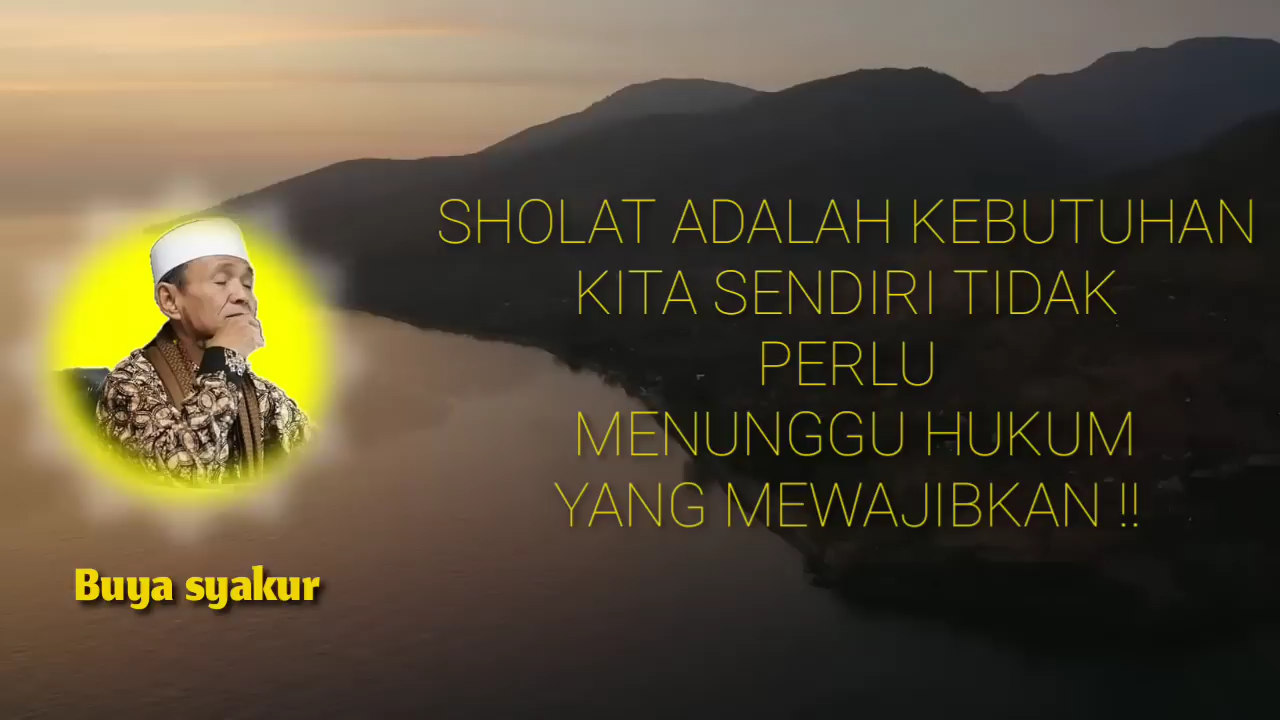 SHOLAT ADALAH KEBUTUHAN
KITA SENDIRI TIDAK
PERLU
MENUNGGU HUKUM
YANG MEWAJIBKAN !!
Buya syakur